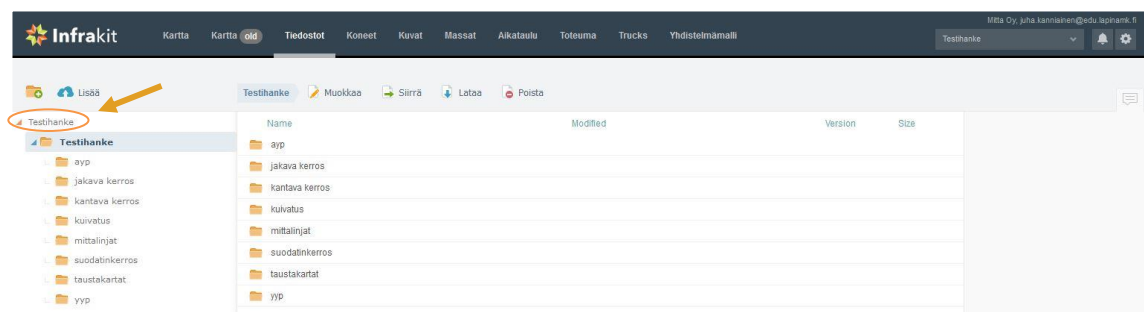 Mitta Oy, juha.kanniainen@edu.lapinamk.fi
Infrakit Kartta Kartta old Tiedostot Koneet Kuvat Massat Aikataulu Toteuma Trucks Yhdistelmämalli Testihanke
Lisää Testihanke Muokkaa Siirrä Lataa Poista
Testihanke
Testihanke
ayp
jakava kerros
kantava kerros
kuivatus
mittalinjat
suodatinkerros
taustakartat
yyp
Name Modified Version Size
ayp
jakava kerros
kantava kerros
kuivatus
mittalinjat
suodatinkerros
taustakartat
yyp